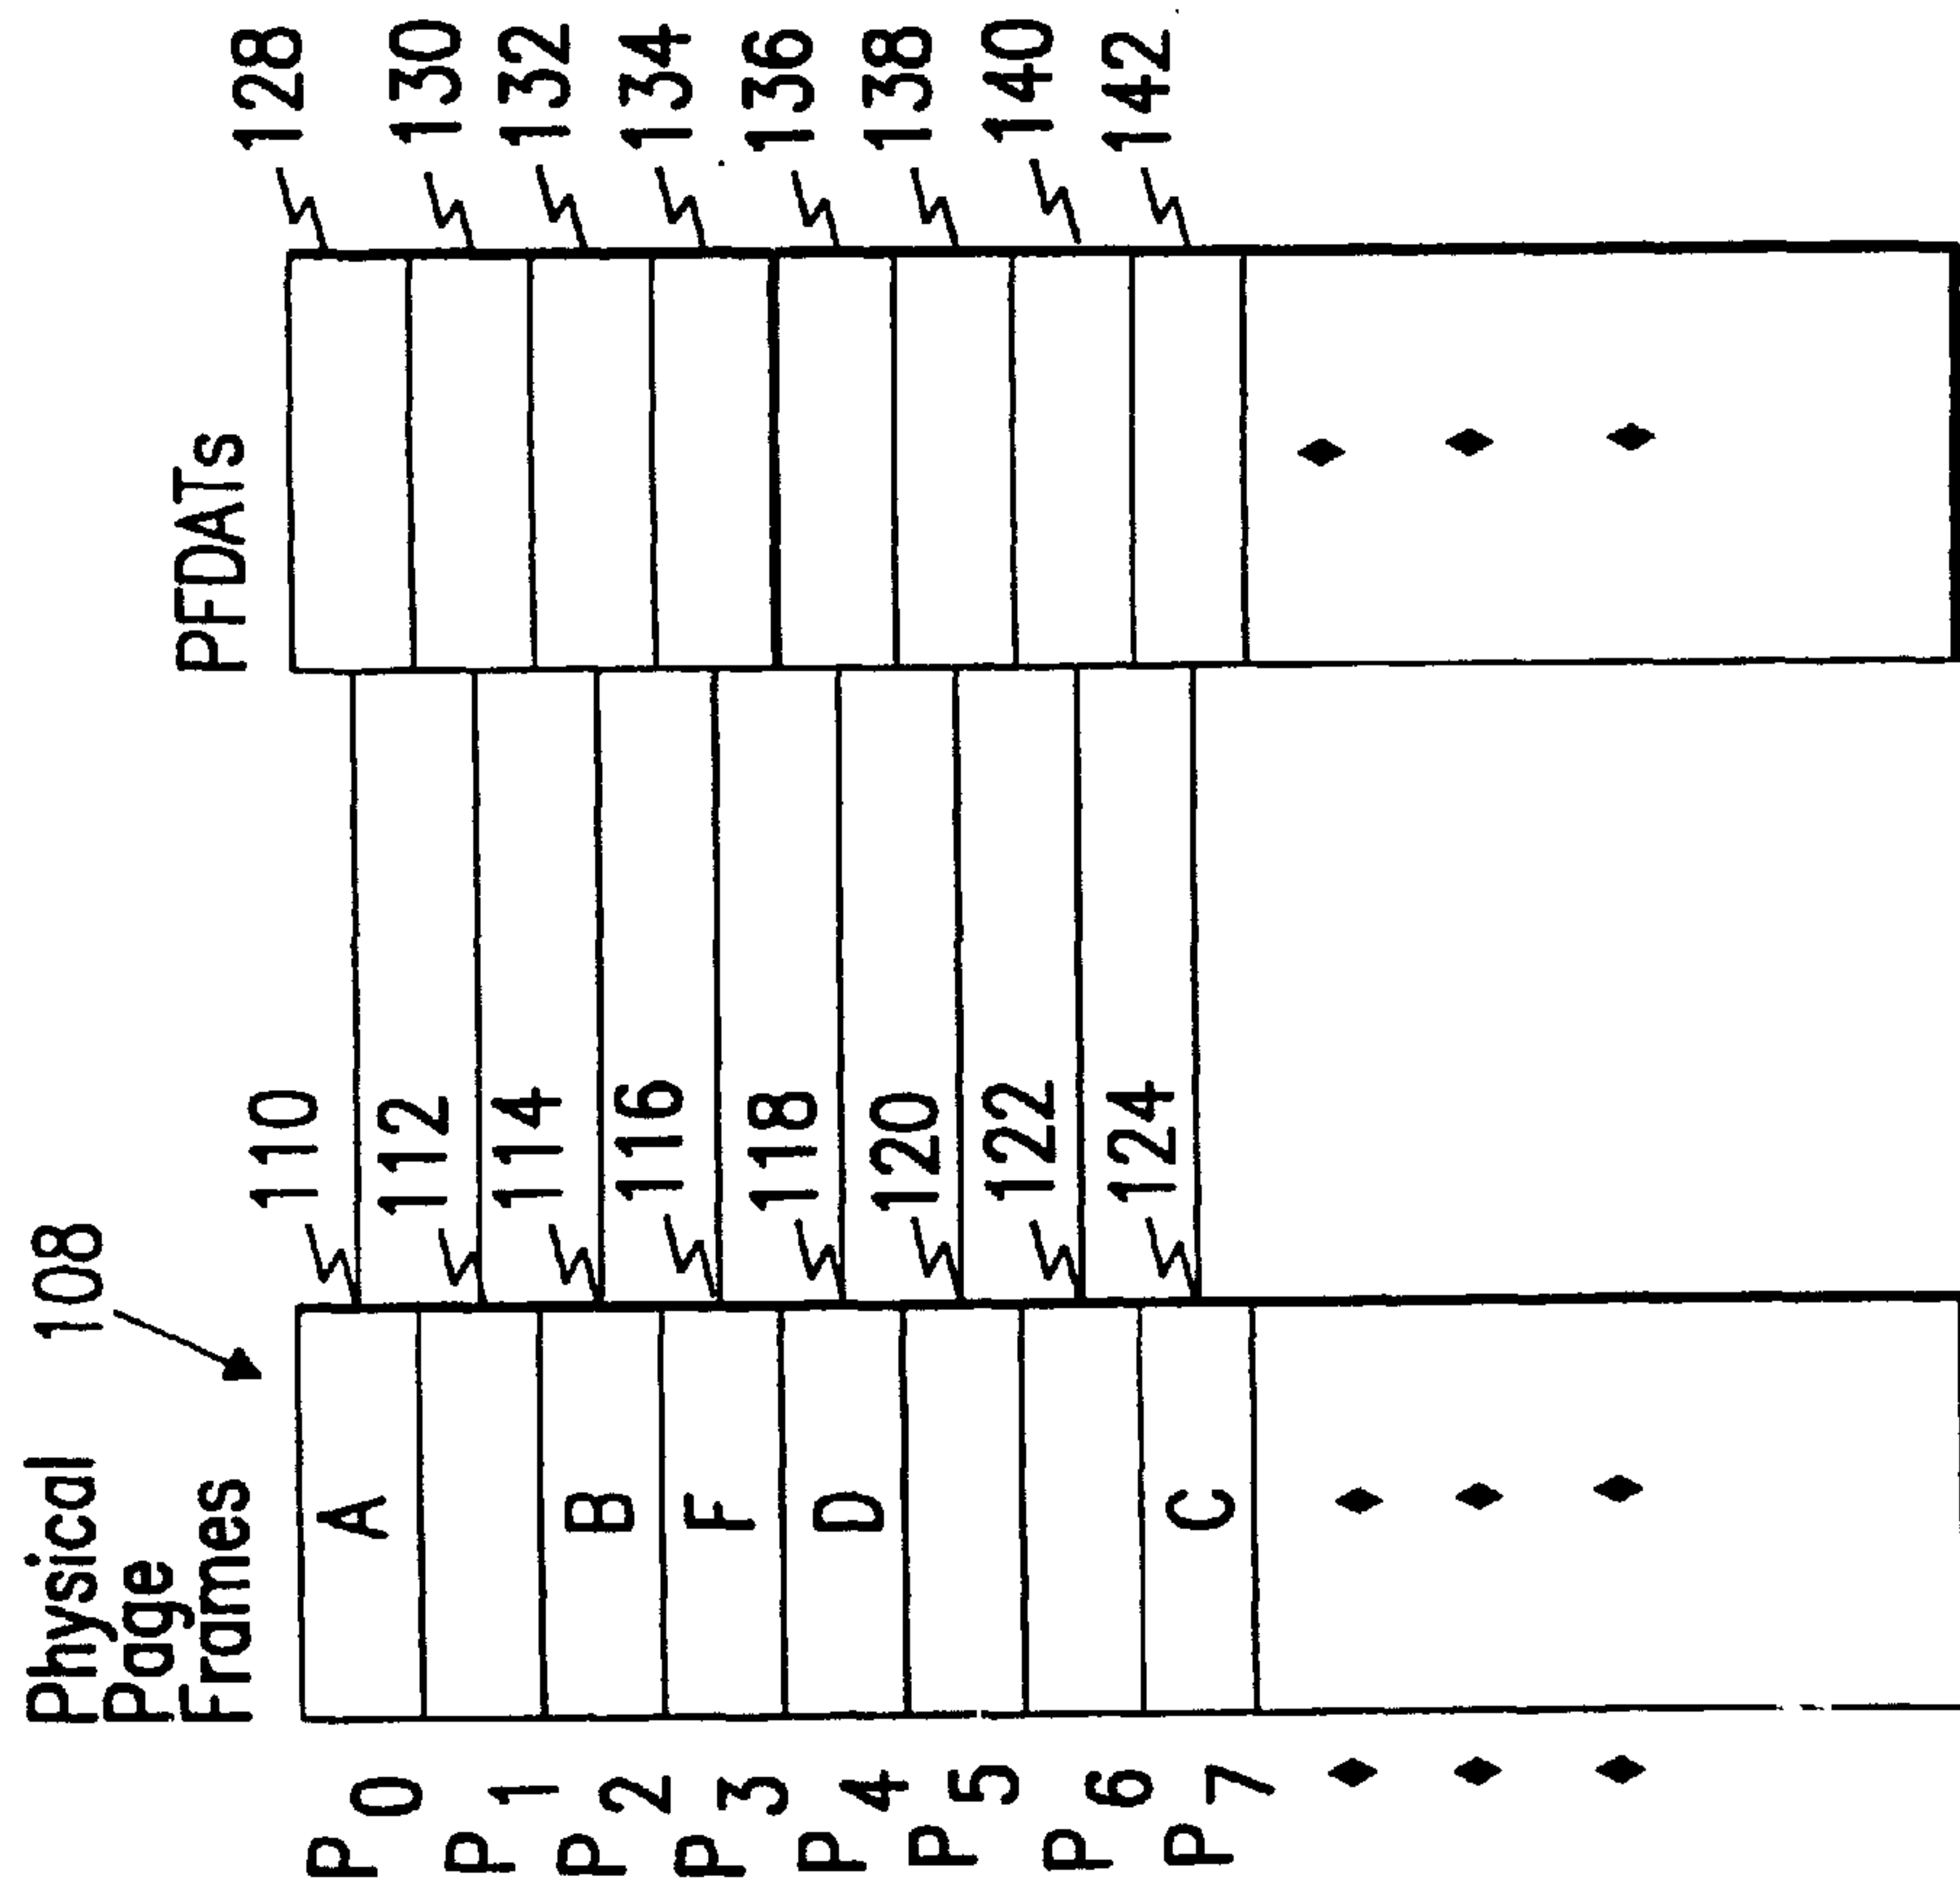 Physical
Page
Frames
108
PFDATs
P0
A
110
128
P1
112
130
P2
B
114
132
P3
F
116
134
P4
D
118
136
P5
120
138
P6
122
140
P7
C
124
142